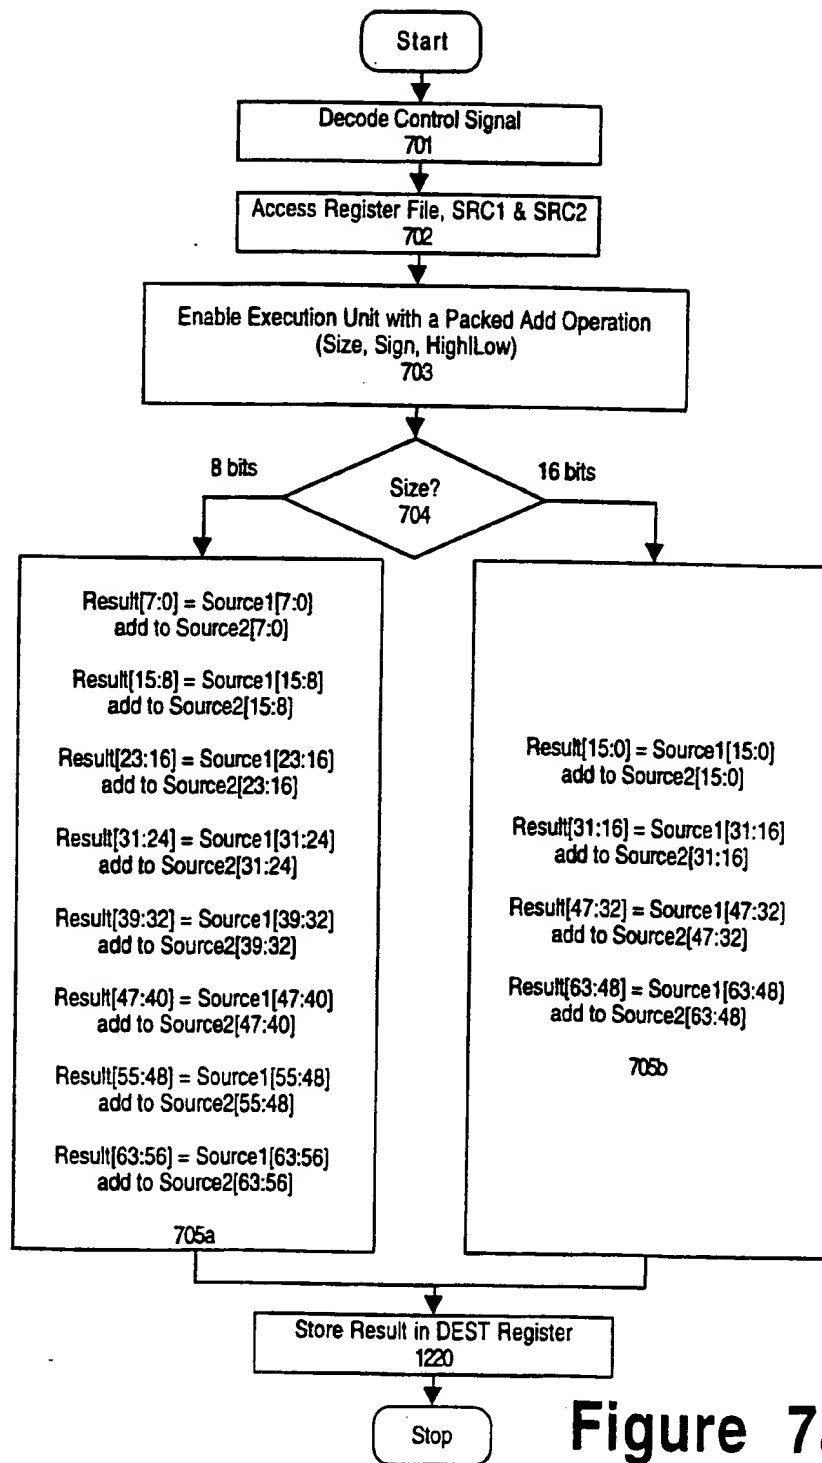 Start
Decode Control Signal
701
Access Register File, SRC1 & SRC2
702
Enable Execution Unit with a Packed Add Operation
(Size, Sign, High|Low)
703
8 bits
16 bits
Size?
704
Result[7:0] = Source1[7:0]
add to Source2[7:0]
Result[15:8] = Source1[15:8]
add to Source2[15:8]
Result[23:16] = Source1[23:16]
add to Source2[23:16]
Result[31:24] = Source1[31:24]
add to Source2[31:24]
Result[39:32] = Source1[39:32]
add to Source2[39:32]
Result[47:40] = Source1[47:40]
add to Source2[47:40]
Result[55:48] = Source1[55:48]
add to Source2[55:48]
Result[63:56] = Source1[63:56]
add to Source2[63:56]
705a
Result[15:0] = Source1[15:0]
add to Source2[15:0]
Result[31:16] = Source1[31:16]
add to Source2[31:16]
Result[47:32] = Source1[47:32]
add to Source2[47:32]
Result[63:48] = Source1[63:48]
add to Source2[63:48]
705b
Store Result in DEST Register
1220
Stop
Figure 7